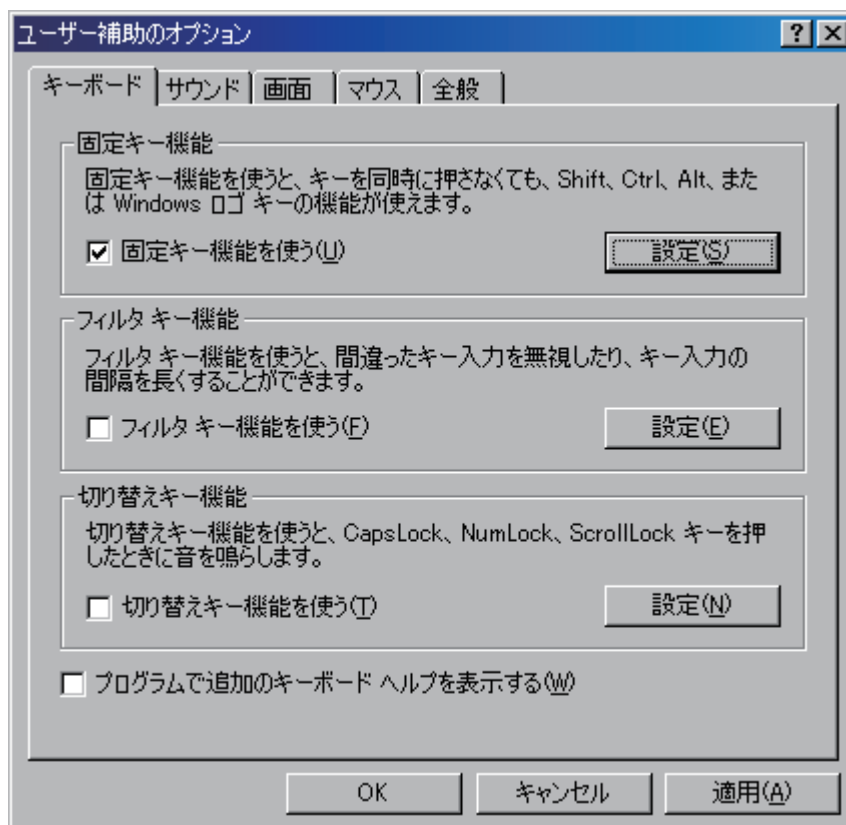 ユーザー補助のオプション
キーボード サウンド 画面 マウス 全般
固定キー機能
固定キー機能を使うと、キーを同時に押さなくても、Shift、Ctrl、Alt、また
は Windows ロゴ キーの機能が使えます。
固定キー機能を使う(U) 設定(S)
フィルタ キー機能
フィルタ キー機能を使うと、間違ったキー入力を無視したり、キー入力の
間隔を長くすることができます。
フィルタ キー機能を使う(F) 設定(E)
切り替えキー機能
切り替えキー機能を使うと、CapsLock、NumLock、ScrollLock キーを押
したときに音を鳴らします。
切り替えキー機能を使う(T) 設定(N)
プログラムで追加のキーボード ヘルプを表示する(W)
OK キャンセル 適用(A)